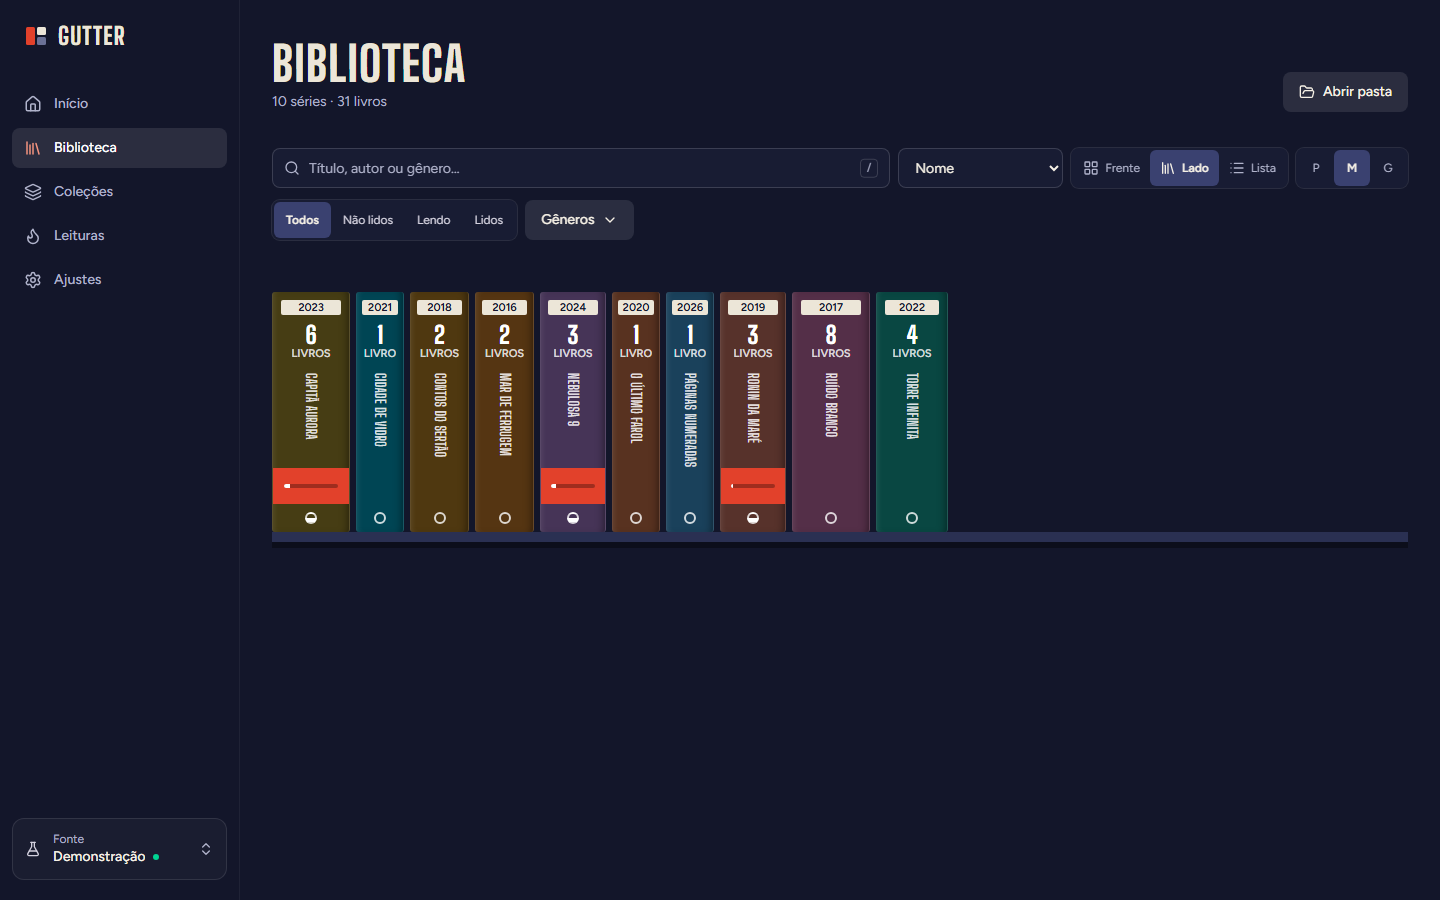 GUTTER
Início
Biblioteca
Coleções
Leituras
Ajustes
Fonte
Demonstração
BIBLIOTECA
10 séries · 31 livros
Abrir pasta
Título, autor ou gênero...
/
Nome
Frente
Lado
Lista
P
M
G
Todos
Não lidos
Lendo
Lidos
Gêneros
2023
6
LIVROS
CAPITÃ AURORA
2021
1
LIVRO
CIDADE DE VIDRO
2018
2
LIVROS
CONTOS DO SERTÃO
2016
2
LIVROS
MAR DE FERRUGEM
2024
3
LIVROS
NEBULOSA 9
2020
1
LIVRO
O ÚLTIMO FAROL
2026
1
LIVRO
PÁGINAS NUMERADAS
2019
3
LIVROS
RONIN DA MARÉ
2017
8
LIVROS
RUÍDO BRANCO
2022
4
LIVROS
TORRE INFINITA